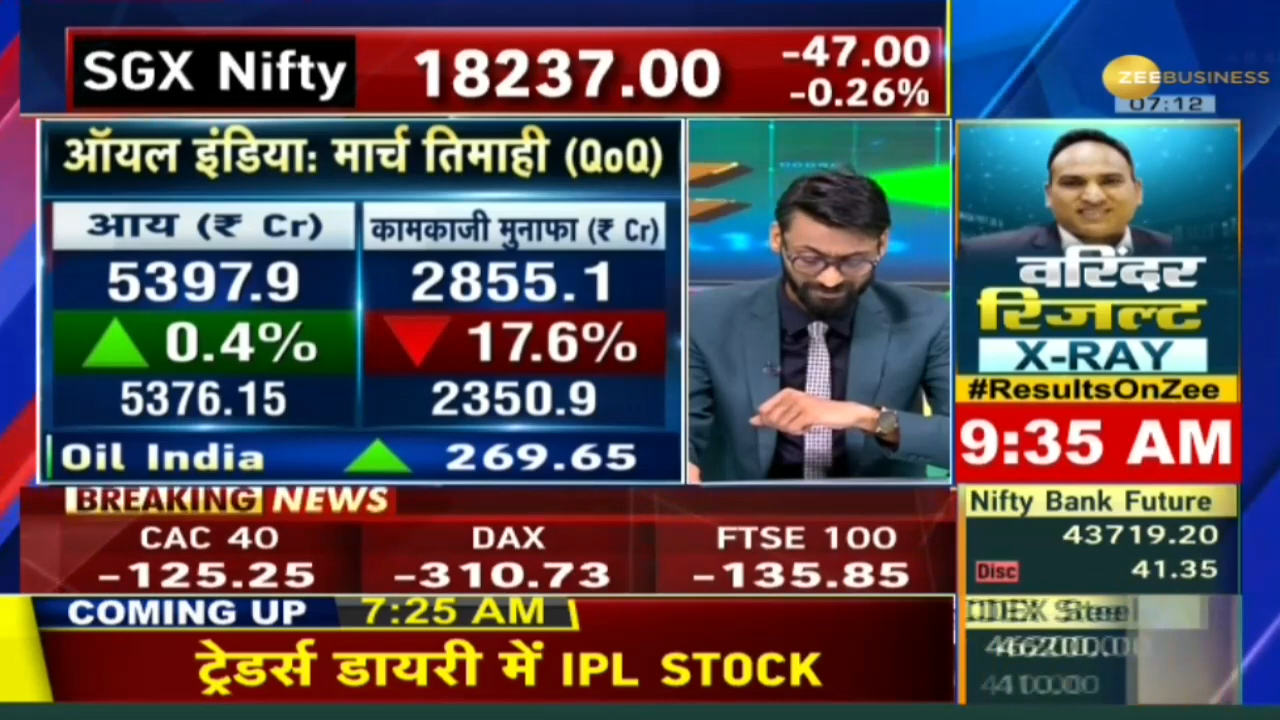 SGX Nifty 18237.00 -47.00
-0.26%
ZEEBUSINESS
07:12
ऑयल इंडिया: मार्च तिमाही (QoQ)
आय (₹ Cr) कामकाजी मुनाफा (₹ Cr)
5397.9 2855.1
0.4% 17.6%
5376.15 2350.9
Oil India 269.65
वरिंदर
रिजल्ट
X-RAY
#ResultsOnZee
9:35 AM
BREAKING NEWS
CAC 40 DAX FTSE 100
-125.25 -310.73 -135.85
Nifty Bank Future
43719.20
Disc 41.35
COMING UP 7:25 AM
ट्रेडर्स डायरी में IPL STOCK